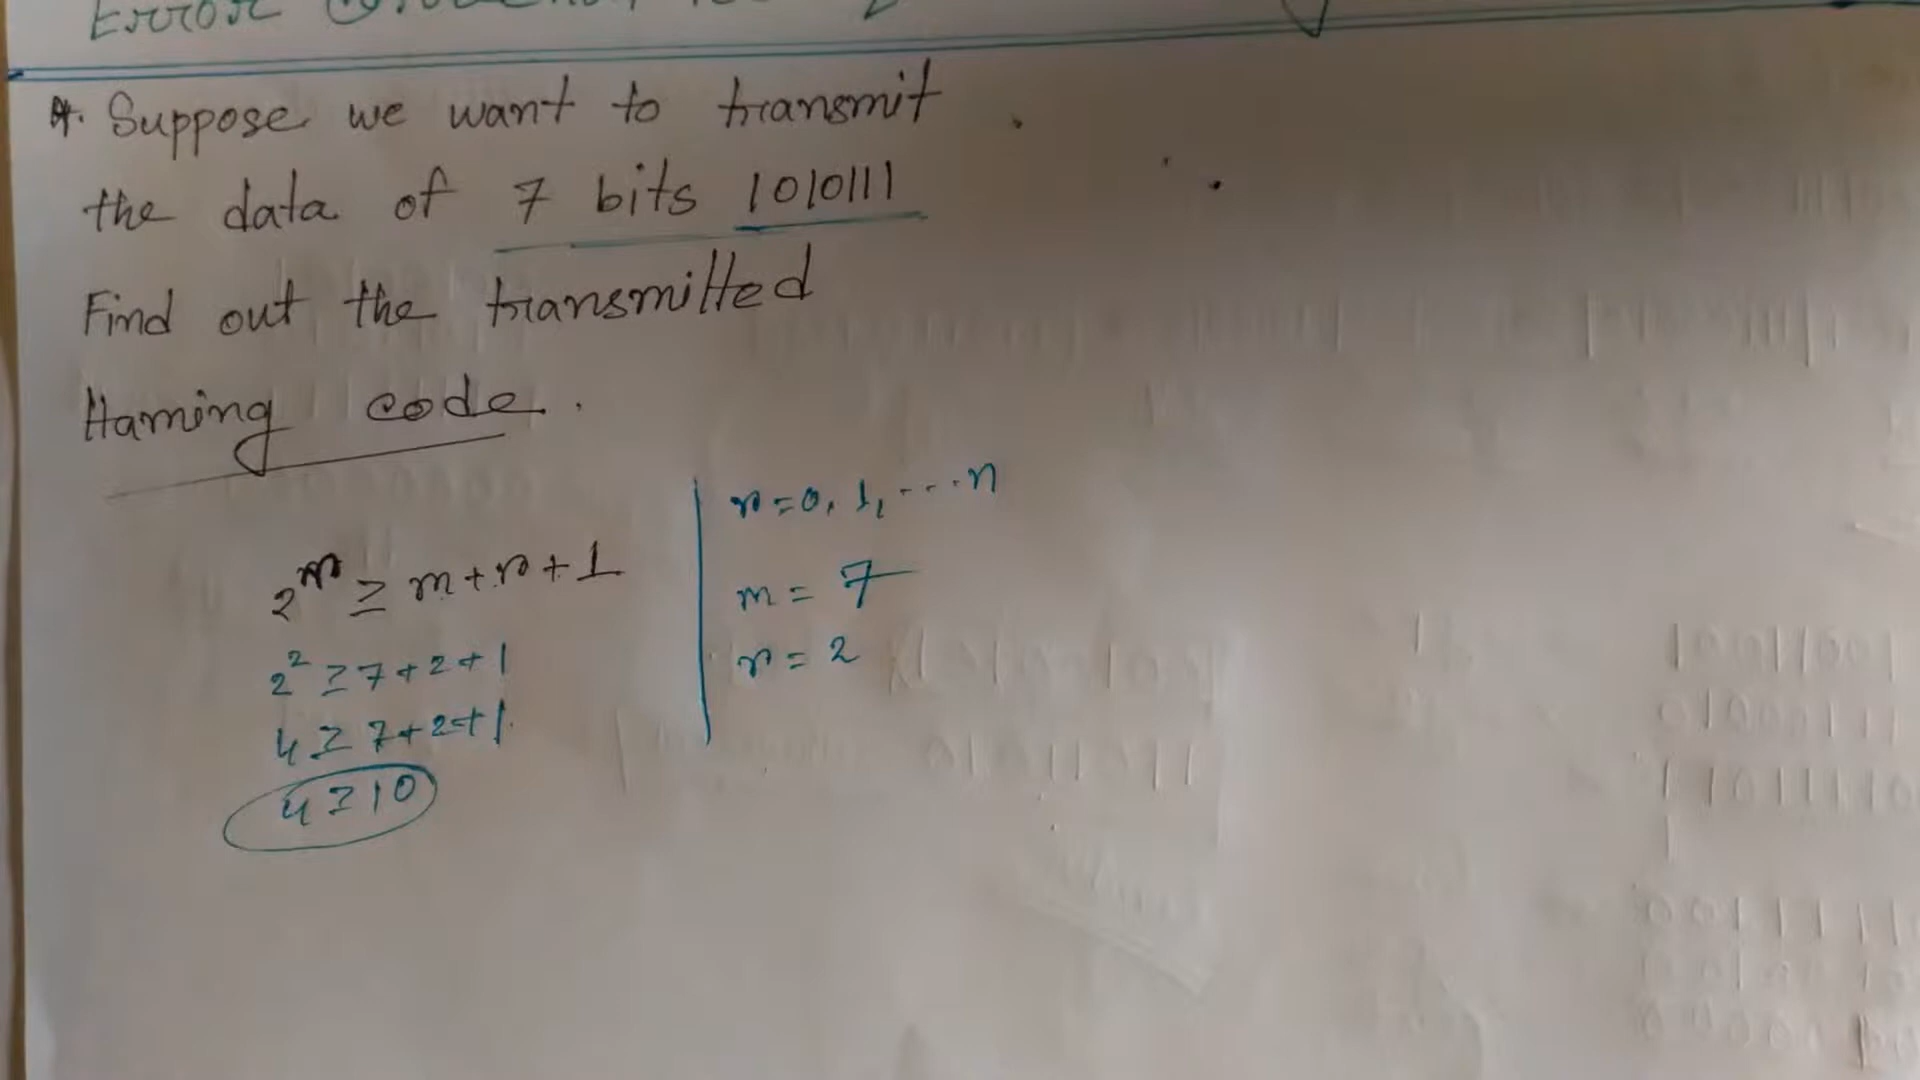 Error
*. Suppose we want to transmit
the data of 7 bits 1010111
Find out the transmitted
Haming code.
2^r ≥ m+r+1
2^2 ≥ 7+2+1
4 ≥ 7+2+1
4 ≥ 10
r=0, 1, ---n
m= 7
r= 2